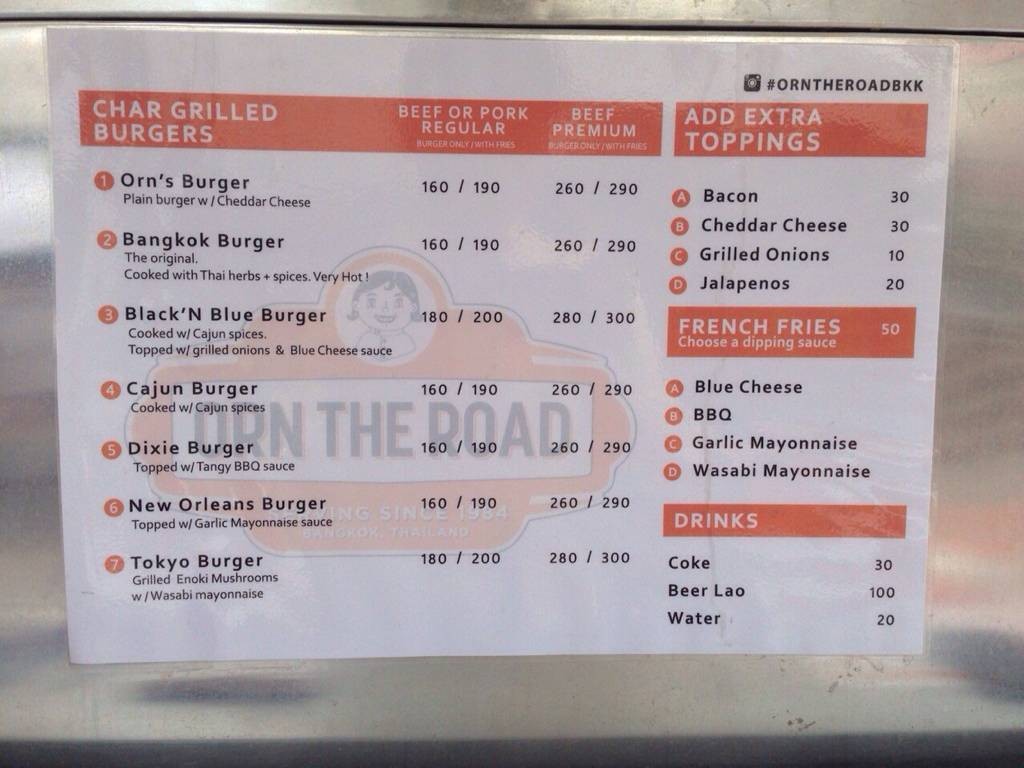 #ORNTHEROADBKK
CHAR GRILLED
BURGERS
BEEF OR PORK
REGULAR
BURGER ONLY / WITH FRIES
BEEF
PREMIUM
BURGER ONLY / WITH FRIES
1 Orn's Burger 160 / 190 260 / 290
Plain burger w / Cheddar Cheese
2 Bangkok Burger 160 / 190 260 / 290
The original.
Cooked with Thai herbs + spices. Very Hot !
3 Black'N Blue Burger 180 / 200 280 / 300
Cooked w/ Cajun spices.
Topped w/ grilled onions & Blue Cheese sauce
4 Cajun Burger 160 / 190 260 / 290
Cooked w/ Cajun spices
5 Dixie Burger 160 / 190 260 / 290
Topped w/ Tangy BBQ sauce
6 New Orleans Burger 160 / 190 260 / 290
Topped w/ Garlic Mayonnaise sauce
7 Tokyo Burger 180 / 200 280 / 300
Grilled Enoki Mushrooms
w / Wasabi mayonnaise
ORN THE ROAD
SERVING SINCE 1984
BANGKOK, THAILAND
ADD EXTRA
TOPPINGS
A Bacon 30
B Cheddar Cheese 30
C Grilled Onions 10
D Jalapenos 20
FRENCH FRIES 50
Choose a dipping sauce
A Blue Cheese
B BBQ
C Garlic Mayonnaise
D Wasabi Mayonnaise
DRINKS
Coke 30
Beer Lao 100
Water 20